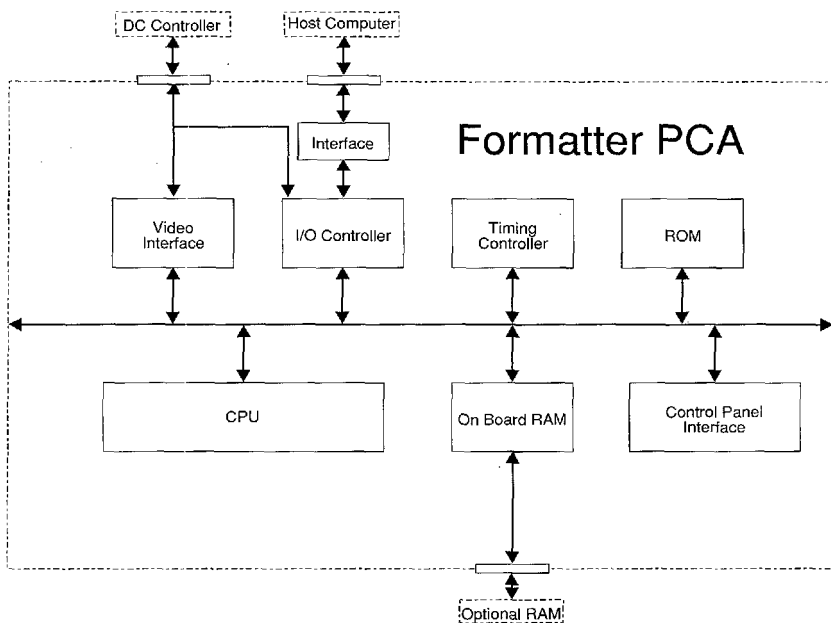 DC Controller
Host Computer
Interface
Formatter PCA
Video
Interface
I/O Controller
Timing
Controller
ROM
CPU
On Board RAM
Control Panel
Interface
Optional RAM